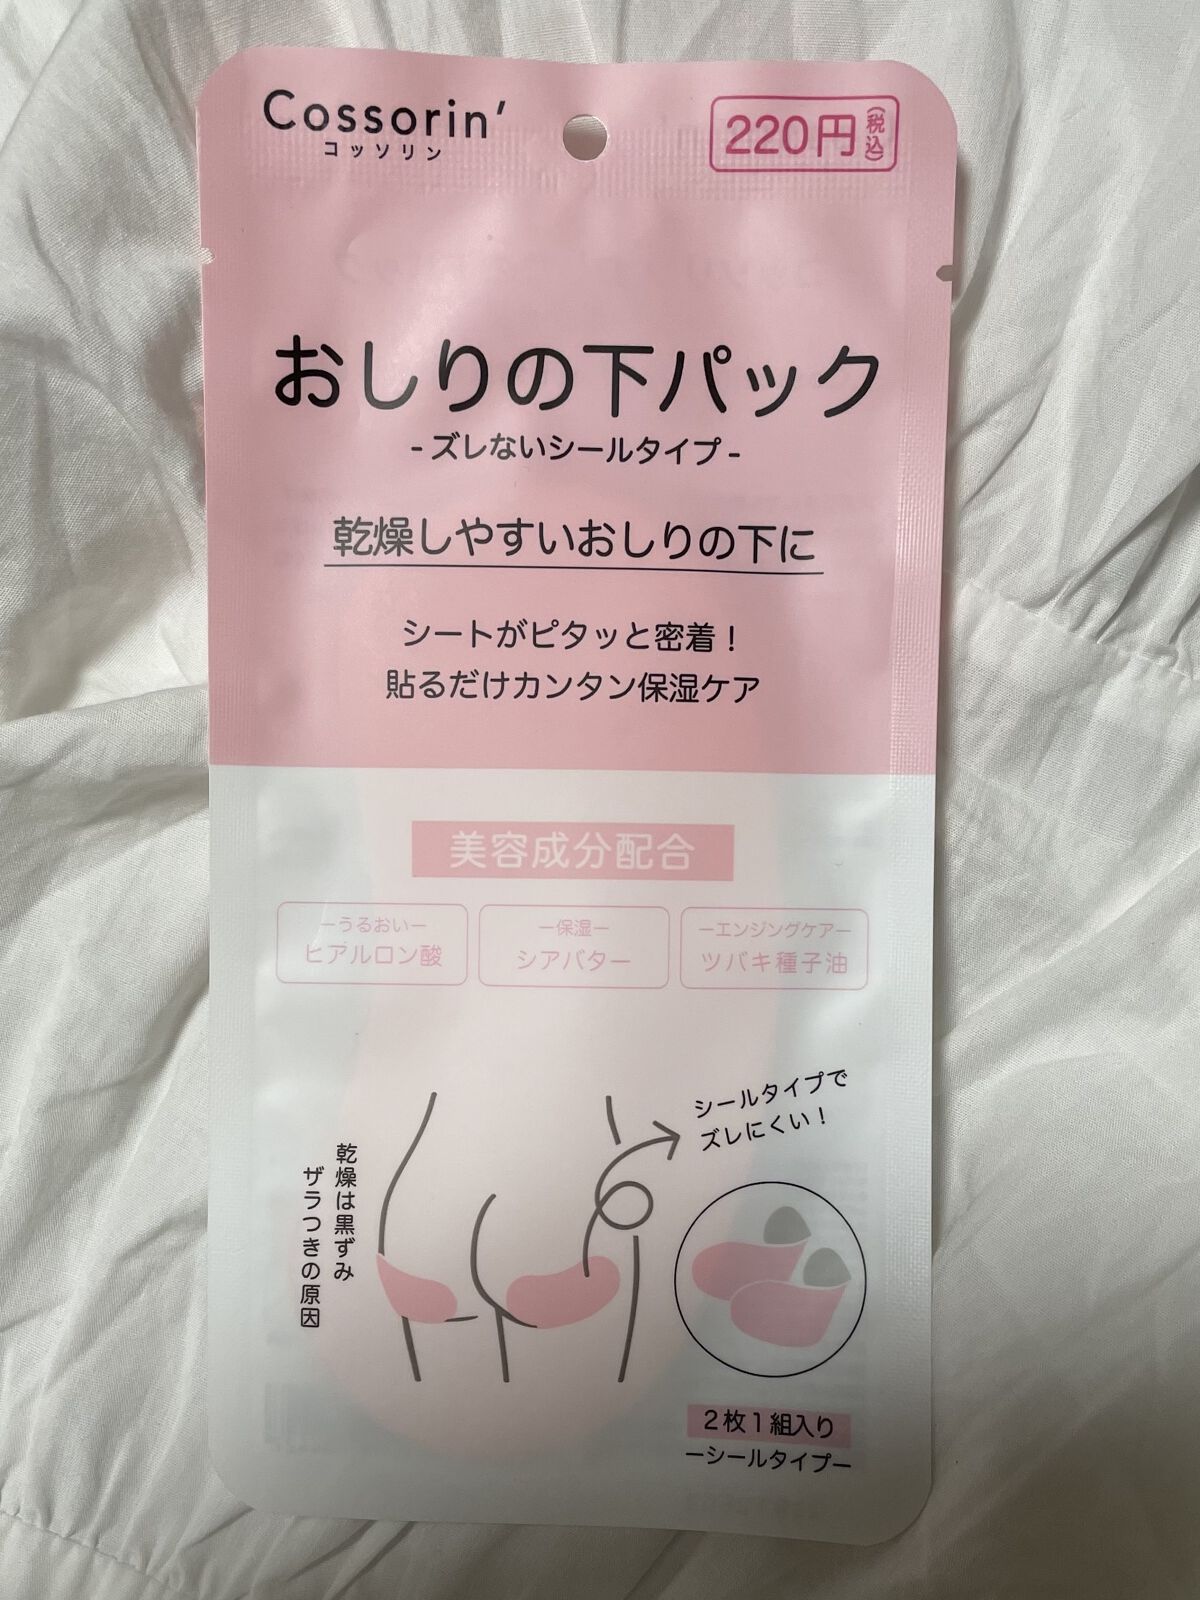 Cossorin’
コッソリン
220円(税込)
おしりの下パック
-ズレないシールタイプ-
乾燥しやすいおしりの下に
シートがピタッと密着！
貼るだけカンタン保湿ケア
美容成分配合
ーうるおいー
ヒアルロン酸
ー保湿ー
シアバター
ーエンジングケアー
ツバキ種子油
シールタイプで
ズレにくい！
乾燥は黒ずみ
ザラつきの原因
2枚1組入り
ーシールタイプー